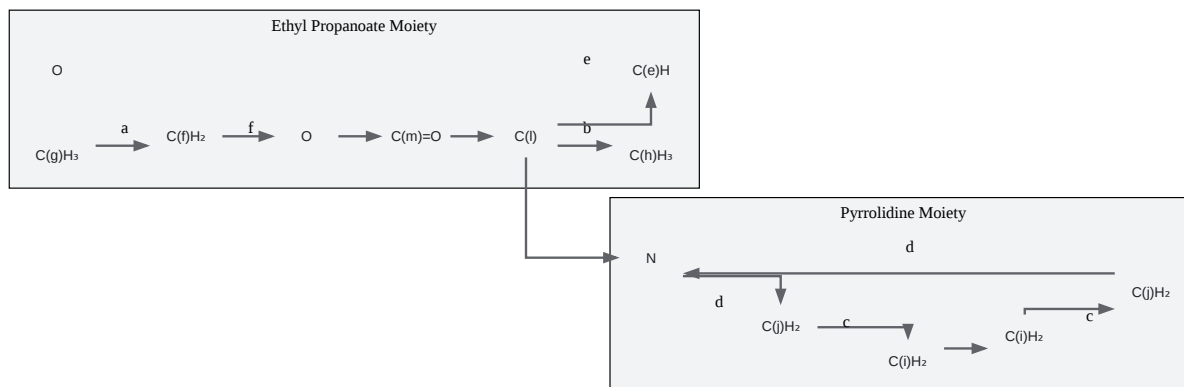 Ethyl Propanoate Moiety
O
e
C(e)H
a
C(f)H₂
f
O
C(m)=O
C(l)
b
C(g)H₃
C(h)H₃
Pyrrolidine Moiety
N
d
d
C(j)H₂
C(j)H₂
c
C(i)H₂
C(i)H₂
c